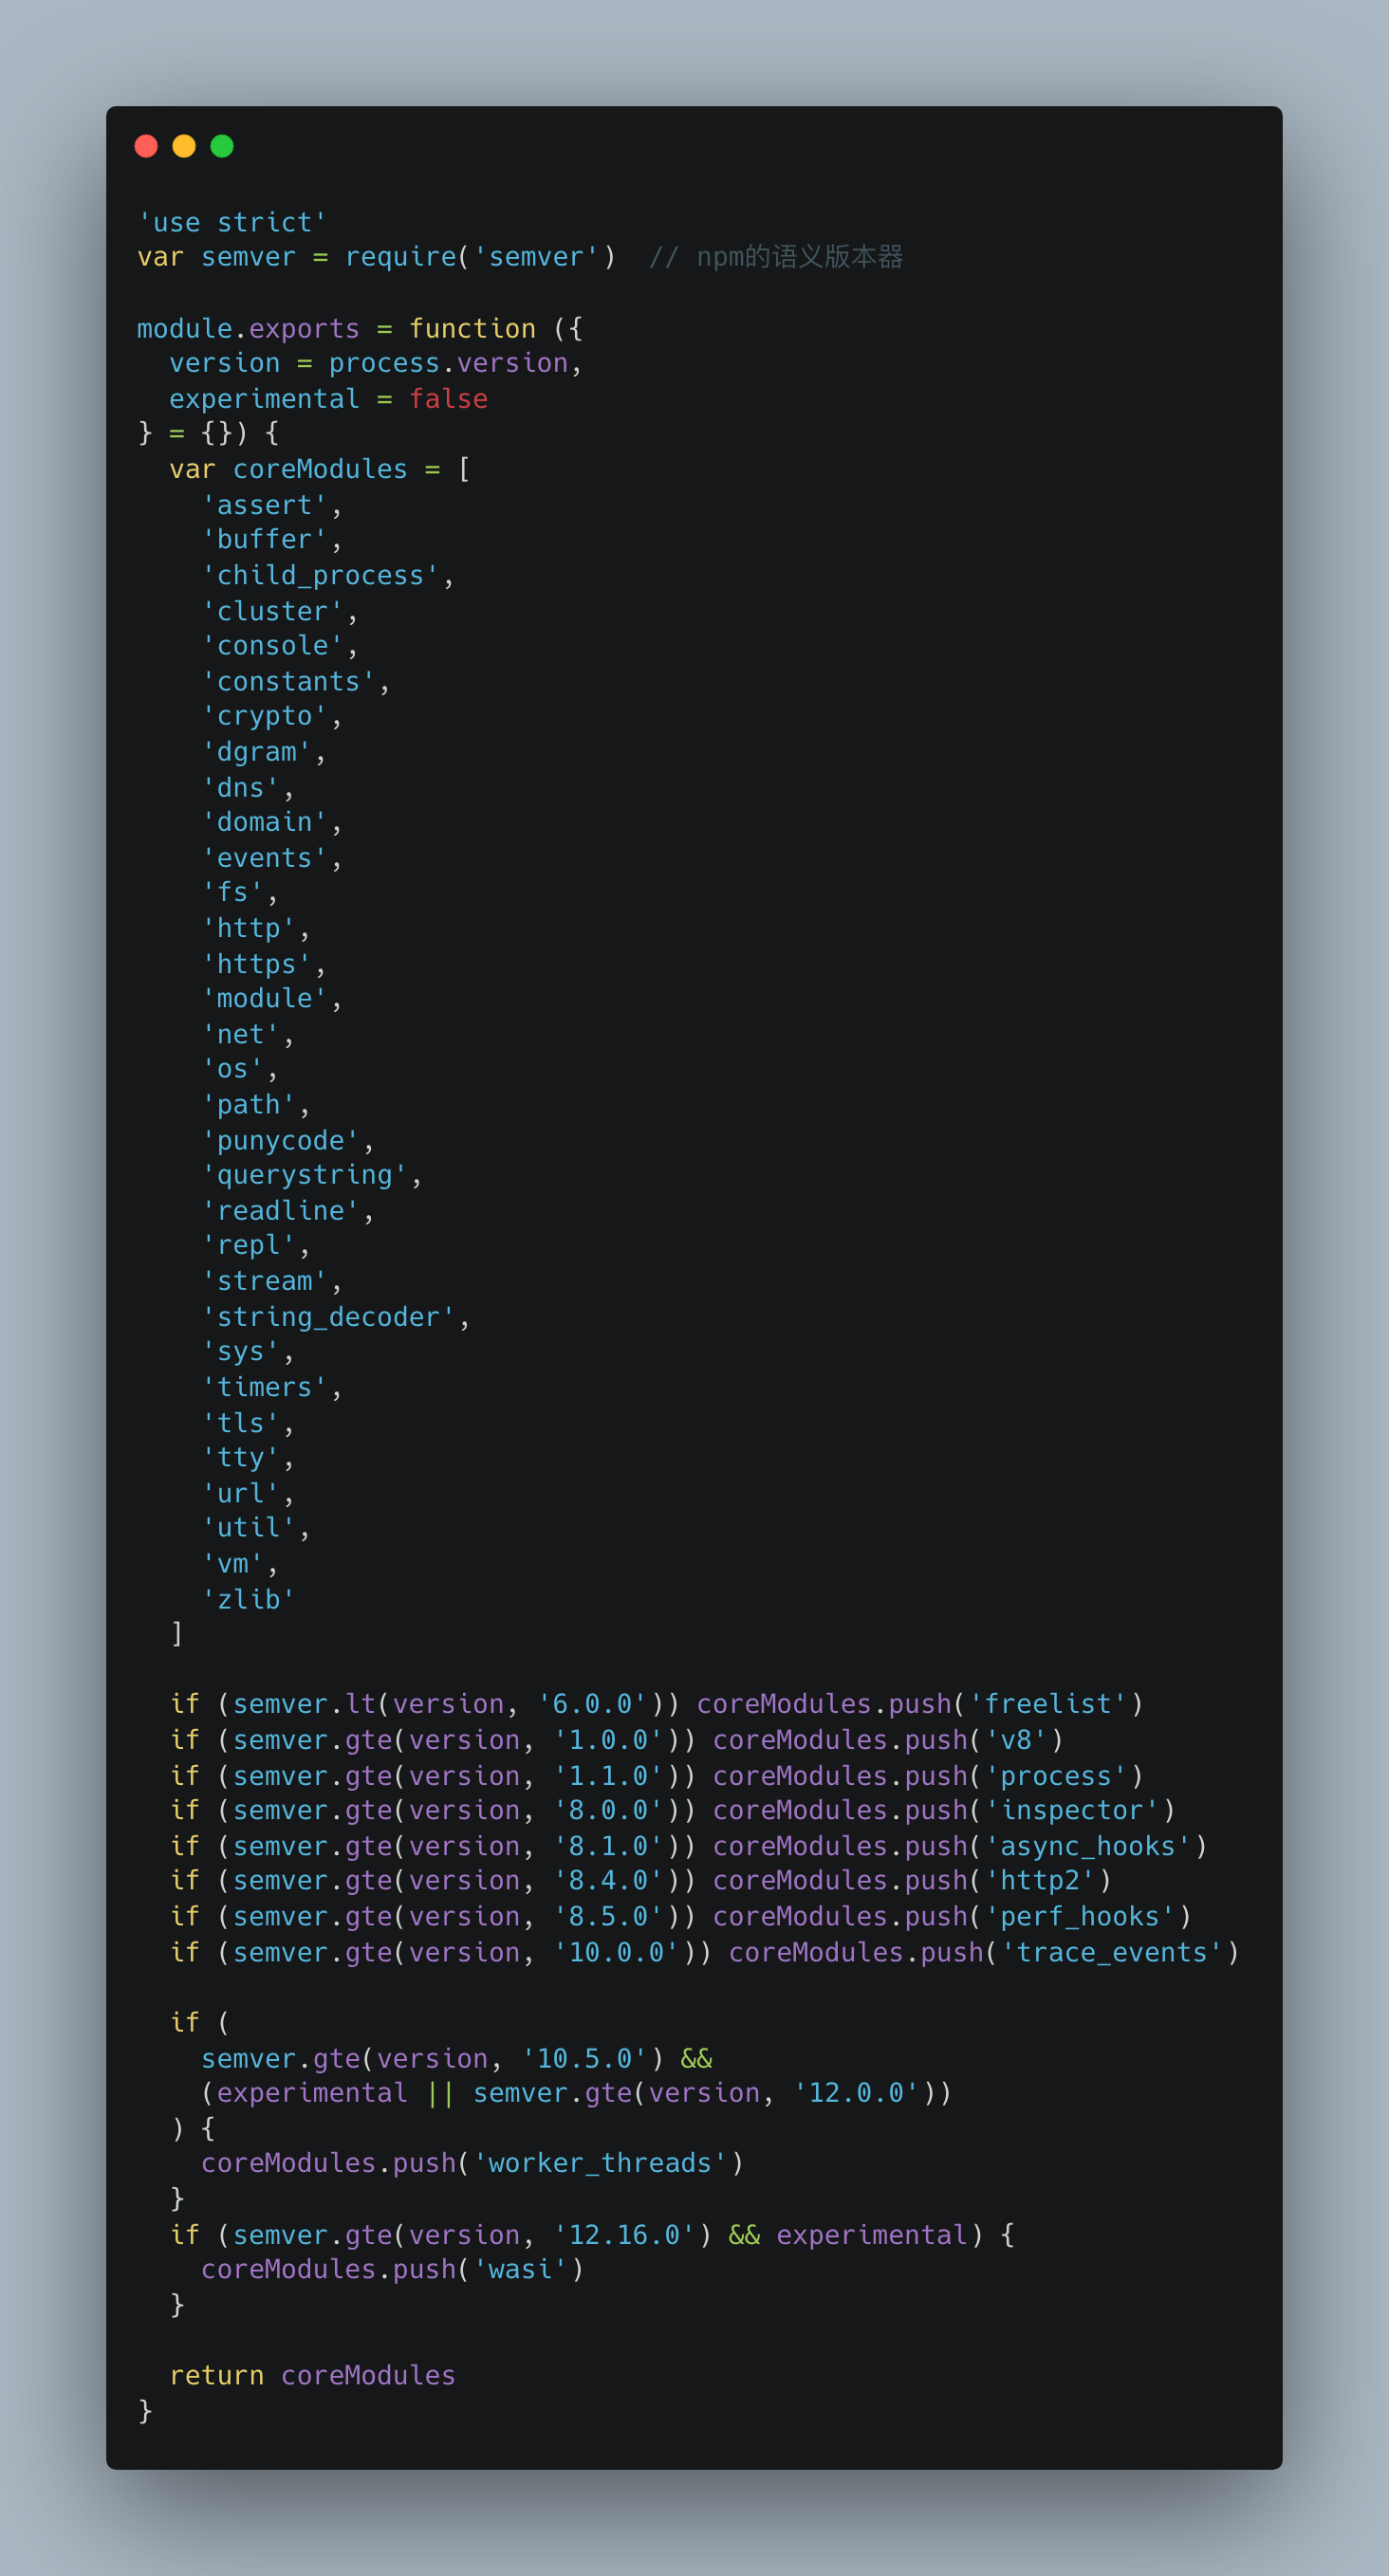 'use strict'
var semver = require('semver')  // npm的语义版本器

module.exports = function ({
  version = process.version,
  experimental = false
} = {}) {
  var coreModules = [
    'assert',
    'buffer',
    'child_process',
    'cluster',
    'console',
    'constants',
    'crypto',
    'dgram',
    'dns',
    'domain',
    'events',
    'fs',
    'http',
    'https',
    'module',
    'net',
    'os',
    'path',
    'punycode',
    'querystring',
    'readline',
    'repl',
    'stream',
    'string_decoder',
    'sys',
    'timers',
    'tls',
    'tty',
    'url',
    'util',
    'vm',
    'zlib'
  ]

  if (semver.lt(version, '6.0.0')) coreModules.push('freelist')
  if (semver.gte(version, '1.0.0')) coreModules.push('v8')
  if (semver.gte(version, '1.1.0')) coreModules.push('process')
  if (semver.gte(version, '8.0.0')) coreModules.push('inspector')
  if (semver.gte(version, '8.1.0')) coreModules.push('async_hooks')
  if (semver.gte(version, '8.4.0')) coreModules.push('http2')
  if (semver.gte(version, '8.5.0')) coreModules.push('perf_hooks')
  if (semver.gte(version, '10.0.0')) coreModules.push('trace_events')

  if (
    semver.gte(version, '10.5.0') &&
    (experimental || semver.gte(version, '12.0.0'))
  ) {
    coreModules.push('worker_threads')
  }
  if (semver.gte(version, '12.16.0') && experimental) {
    coreModules.push('wasi')
  }

  return coreModules
}